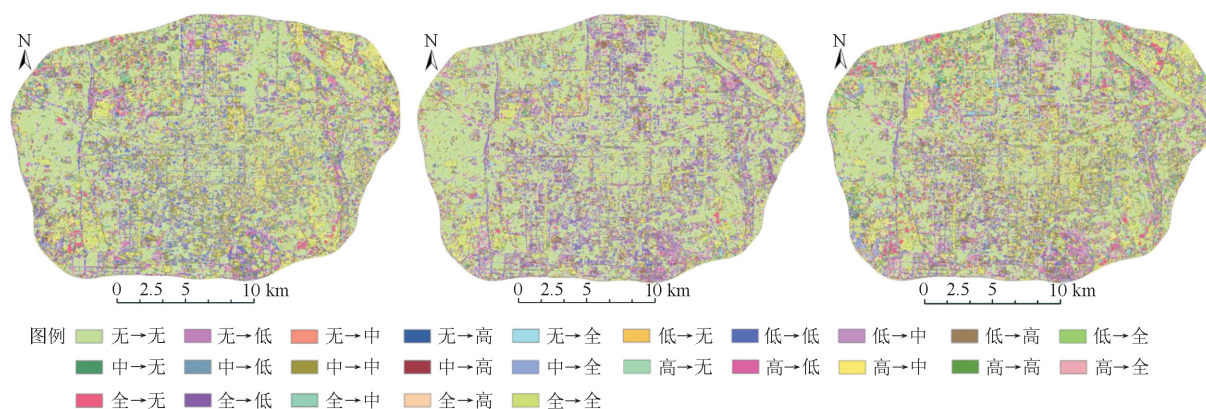 N N N
0 2.5 5 10 km 0 2.5 5 10 km 0 2.5 5 10 km
图例 无→无 无→低 无→中 无→高 无→全 低→无 低→低 低→中 低→高 低→全
中→无 中→低 中→中 中→高 中→全 高→无 高→低 高→中 高→高 高→全
全→无 全→低 全→中 全→高 全→全